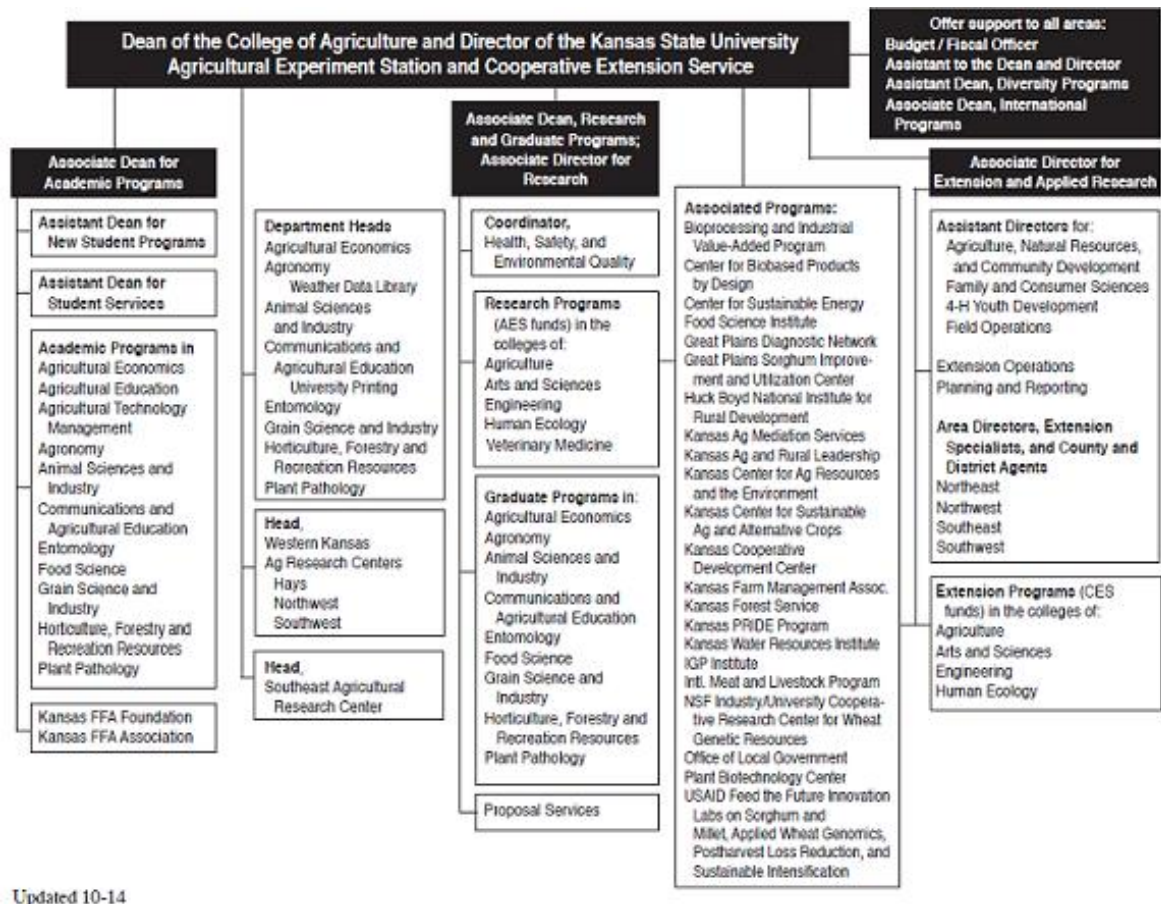 Dean of the College of Agriculture and Director of the Kansas State University
Agricultural Experiment Station and Cooperative Extension Service
Offer support to all areas:
Budget / Fiscal Officer
Assistant to the Dean and Director
Assistant Dean, Diversity Programs
Associate Dean, International
Programs
Associate Dean for
Academic Programs
Assistant Dean for
New Student Programs
Assistant Dean for
Student Services
Academic Programs in
Agricultural Economics
Agricultural Education
Agricultural Technology
Management
Agronomy
Animal Sciences and
Industry
Communications and
Agricultural Education
Entomology
Food Science
Grain Science and
Industry
Horticulture, Forestry and
Recreation Resources
Plant Pathology
Kansas FFA Foundation
Kansas FFA Association
Department Heads
Agricultural Economics
Agronomy
Weather Data Library
Animal Sciences
and Industry
Communications and
Agricultural Education
University Printing
Entomology
Grain Science and Industry
Horticulture, Forestry and
Recreation Resources
Plant Pathology
Head,
Western Kansas
Ag Research Centers
Hays
Northwest
Southwest
Head,
Southeast Agricultural
Research Center
Associate Dean, Research
and Graduate Programs;
Associate Director for
Research
Coordinator,
Health, Safety, and
Environmental Quality
Research Programs
(AES funds) in the
colleges of:
Agriculture
Arts and Sciences
Engineering
Human Ecology
Veterinary Medicine
Graduate Programs in:
Agricultural Economics
Agronomy
Animal Sciences and
Industry
Communications and
Agricultural Education
Entomology
Food Science
Grain Science and
Industry
Horticulture, Forestry and
Recreation Resources
Plant Pathology
Proposal Services
Associated Programs:
Bioprocessing and Industrial
Value-Added Program
Center for Biobased Products
by Design
Center for Sustainable Energy
Food Science Institute
Great Plains Diagnostic Network
Great Plains Sorghum Improve-
ment and Utilization Center
Huck Boyd National Institute for
Rural Development
Kansas Ag Mediation Services
Kansas Ag and Rural Leadership
Kansas Center for Ag Resources
and the Environment
Kansas Center for Sustainable
Ag and Alternative Crops
Kansas Cooperative
Development Center
Kansas Farm Management Assoc.
Kansas Forest Service
Kansas PRIDE Program
Kansas Water Resources Institute
IGP Institute
Intl. Meat and Livestock Program
NSF Industry/University Coopera-
tive Research Center for Wheat
Genetic Resources
Office of Local Government
Plant Biotechnology Center
USAID Feed the Future Innovation
Labs on Sorghum and
Millet, Applied Wheat Genomics,
Postharvest Loss Reduction, and
Sustainable Intensification
Associate Director for
Extension and Applied Research
Assistant Directors for:
Agriculture, Natural Resources,
and Community Development
Family and Consumer Sciences
4-H Youth Development
Field Operations
Extension Operations
Planning and Reporting
Area Directors, Extension
Specialists, and County and
District Agents
Northeast
Northwest
Southeast
Southwest
Extension Programs (CES
funds) in the colleges of:
Agriculture
Arts and Sciences
Engineering
Human Ecology
Updated 10-14